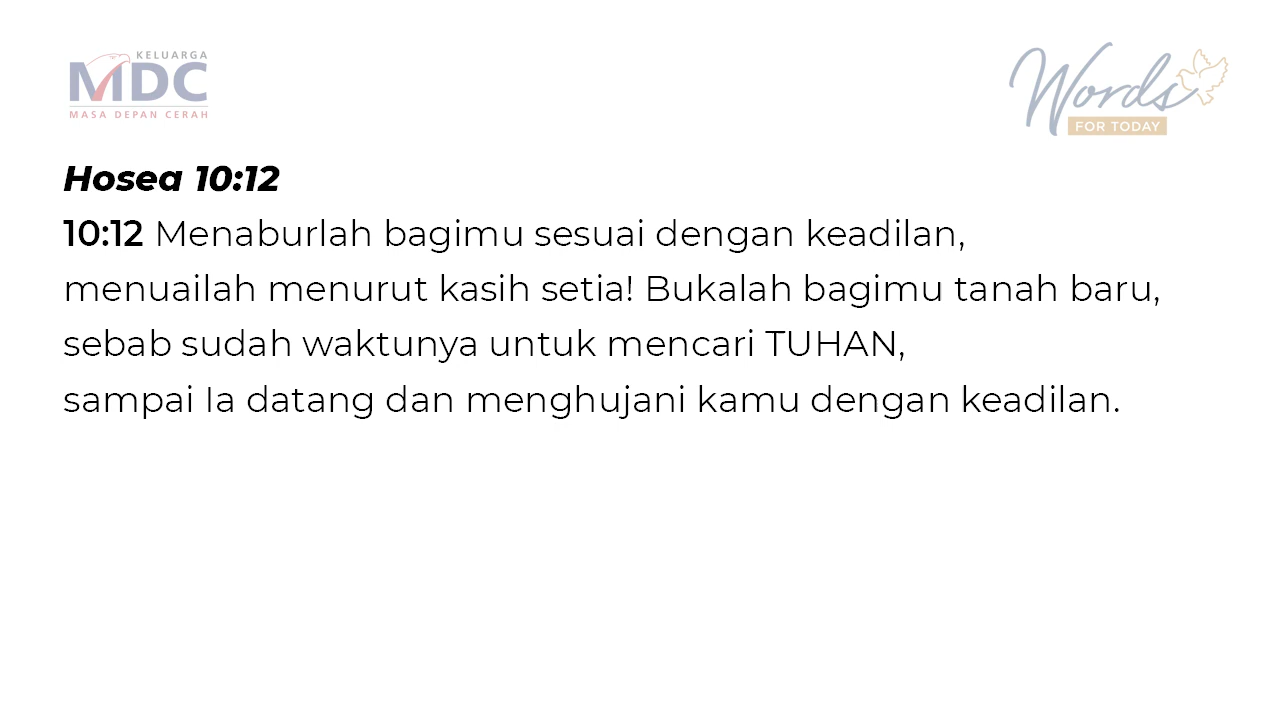 KELUARGA
MDC
MASA DEPAN CERAH
Words
FOR TODAY
Hosea 10:12
10:12 Menaburlah bagimu sesuai dengan keadilan,
menuailah menurut kasih setia! Bukalah bagimu tanah baru,
sebab sudah waktunya untuk mencari TUHAN,
sampai Ia datang dan menghujani kamu dengan keadilan.